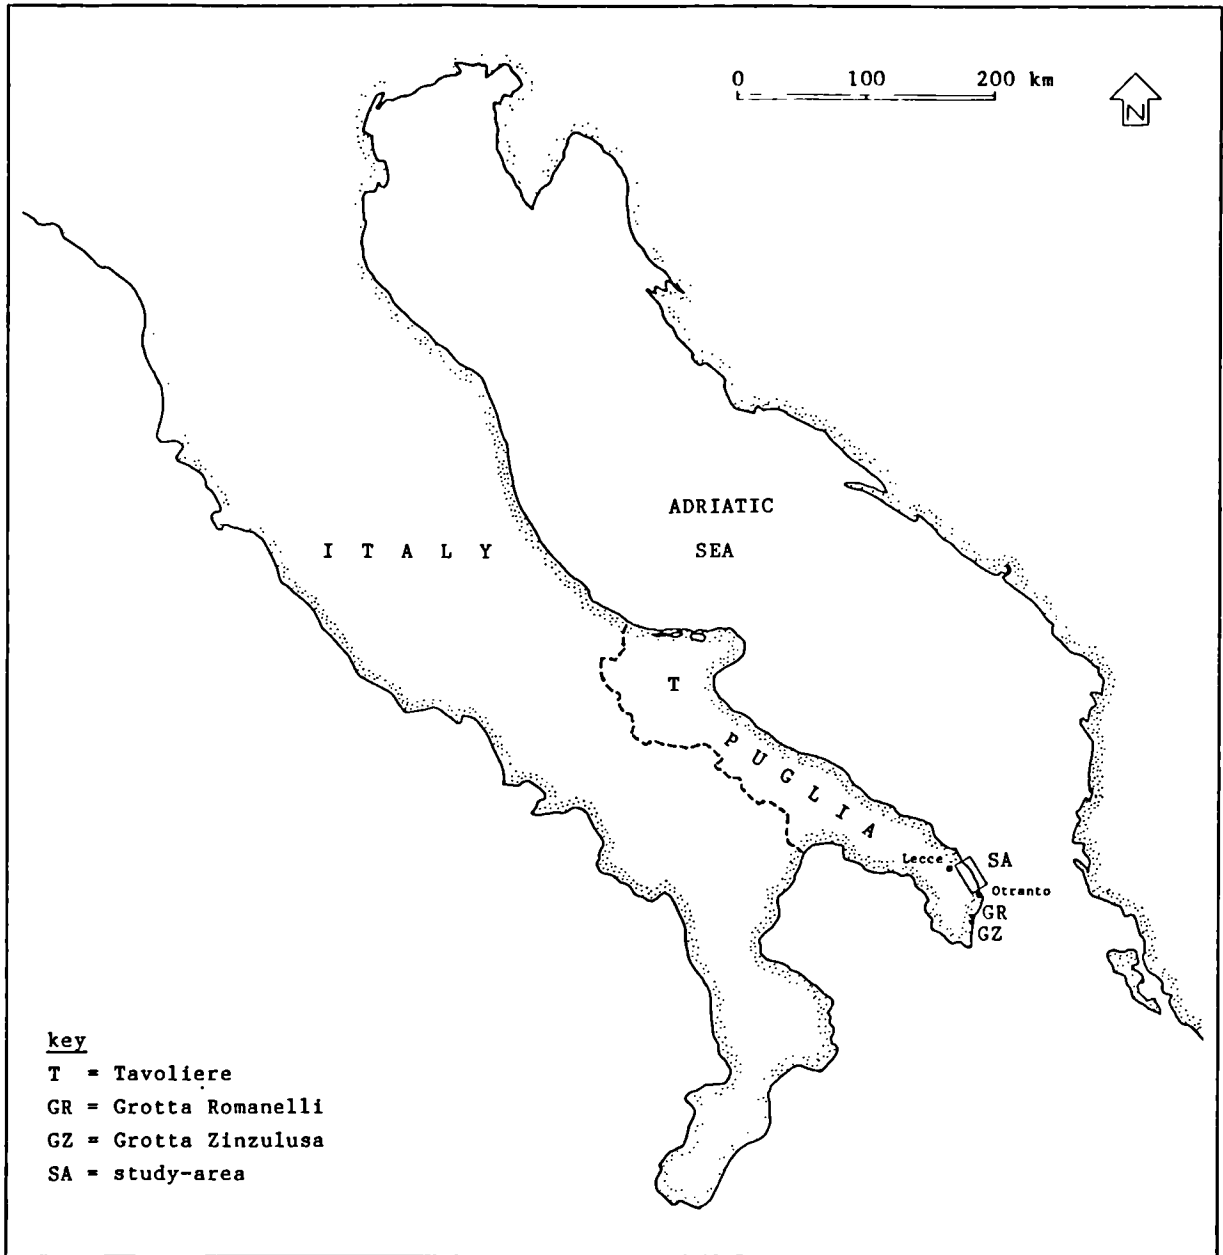 0 100 200 km
N
ADRIATIC
SEA
I T A L Y
T
P U G L I A
Lecce
SA
Otranto
GR
GZ
key
T = Tavoliere
GR = Grotta Romanelli
GZ = Grotta Zinzulusa
SA = study-area